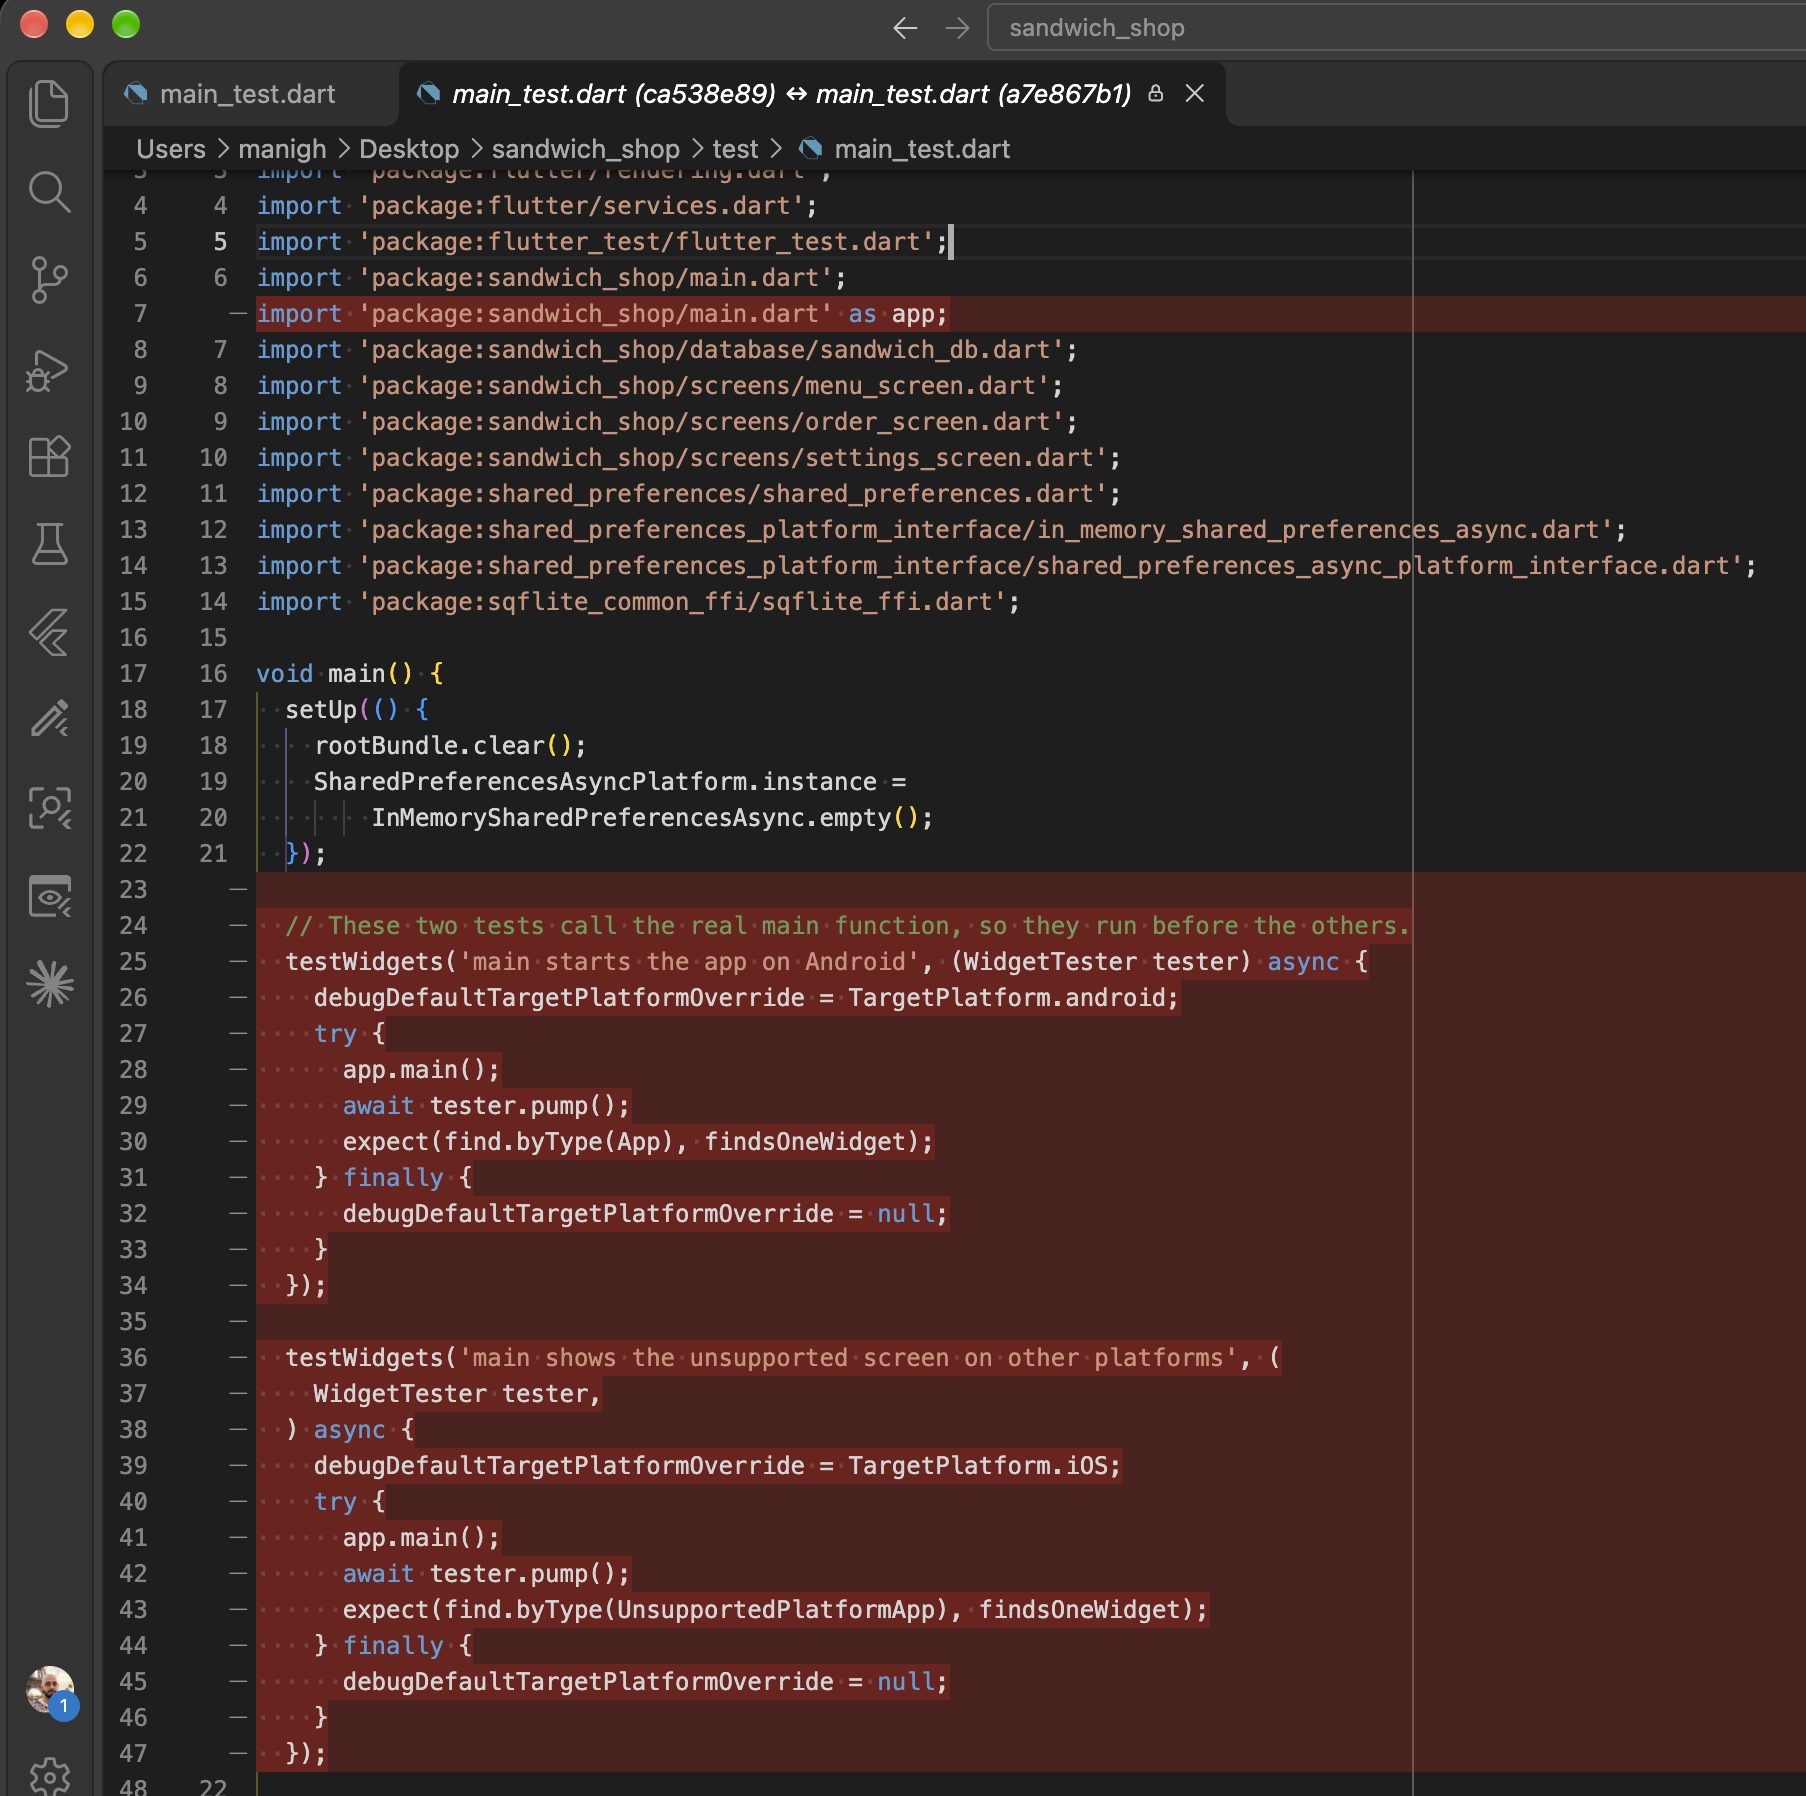 sandwich_shop
main_test.dart
main_test.dart (ca538e89) ↔ main_test.dart (a7e867b1)
Users > manigh > Desktop > sandwich_shop > test > main_test.dart
3 3 import 'package:flutter/rendering.dart';
4 4 import 'package:flutter/services.dart';
5 5 import 'package:flutter_test/flutter_test.dart';
6 6 import 'package:sandwich_shop/main.dart';
7 — import 'package:sandwich_shop/main.dart' as app;
8 7 import 'package:sandwich_shop/database/sandwich_db.dart';
9 8 import 'package:sandwich_shop/screens/menu_screen.dart';
10 9 import 'package:sandwich_shop/screens/order_screen.dart';
11 10 import 'package:sandwich_shop/screens/settings_screen.dart';
12 11 import 'package:shared_preferences/shared_preferences.dart';
13 12 import 'package:shared_preferences_platform_interface/in_memory_shared_preferences_async.dart';
14 13 import 'package:shared_preferences_platform_interface/shared_preferences_async_platform_interface.dart';
15 14 import 'package:sqflite_common_ffi/sqflite_ffi.dart';
16 15
17 16 void main() {
18 17   setUp(() {
19 18     rootBundle.clear();
20 19     SharedPreferencesAsyncPlatform.instance =
21 20         InMemorySharedPreferencesAsync.empty();
22 21   });
23 —
24 —   // These two tests call the real main function, so they run before the others.
25 —   testWidgets('main starts the app on Android', (WidgetTester tester) async {
26 —     debugDefaultTargetPlatformOverride = TargetPlatform.android;
27 —     try {
28 —       app.main();
29 —       await tester.pump();
30 —       expect(find.byType(App), findsOneWidget);
31 —     } finally {
32 —       debugDefaultTargetPlatformOverride = null;
33 —     }
34 —   });
35 —
36 —   testWidgets('main shows the unsupported screen on other platforms', (
37 —     WidgetTester tester,
38 —   ) async {
39 —     debugDefaultTargetPlatformOverride = TargetPlatform.iOS;
40 —     try {
41 —       app.main();
42 —       await tester.pump();
43 —       expect(find.byType(UnsupportedPlatformApp), findsOneWidget);
44 —     } finally {
45 —       debugDefaultTargetPlatformOverride = null;
46 —     }
47 —   });
48 22
1